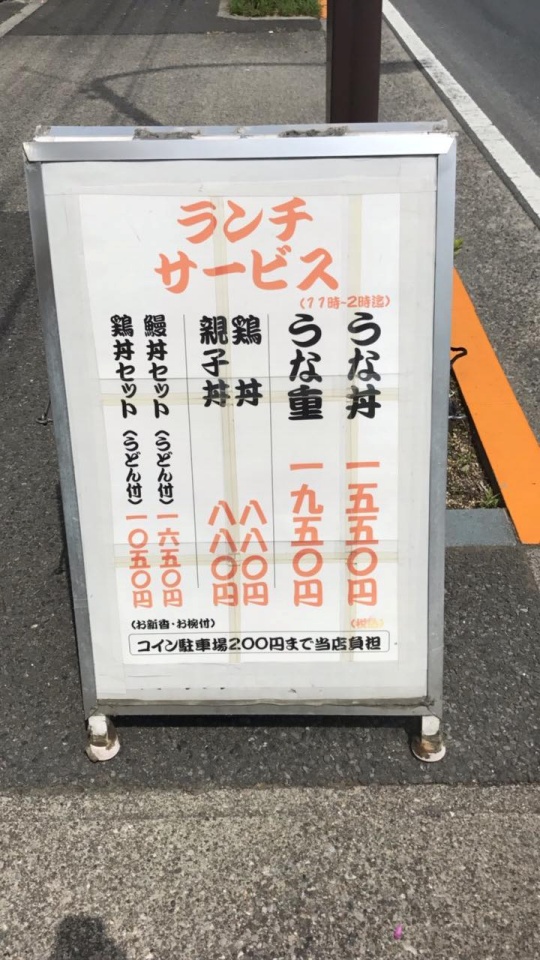 ランチ
サービス
(11時~2時迄)
うな丼 一五五〇円
うな重 一九五〇円
鶏丼 八八〇円
親子丼 八八〇円
鰻丼セット(うどん付) 一六五〇円
鶏丼セット(うどん付) 一〇五〇円
(お新香・お椀付)
コイン駐車場200円まで当店負担